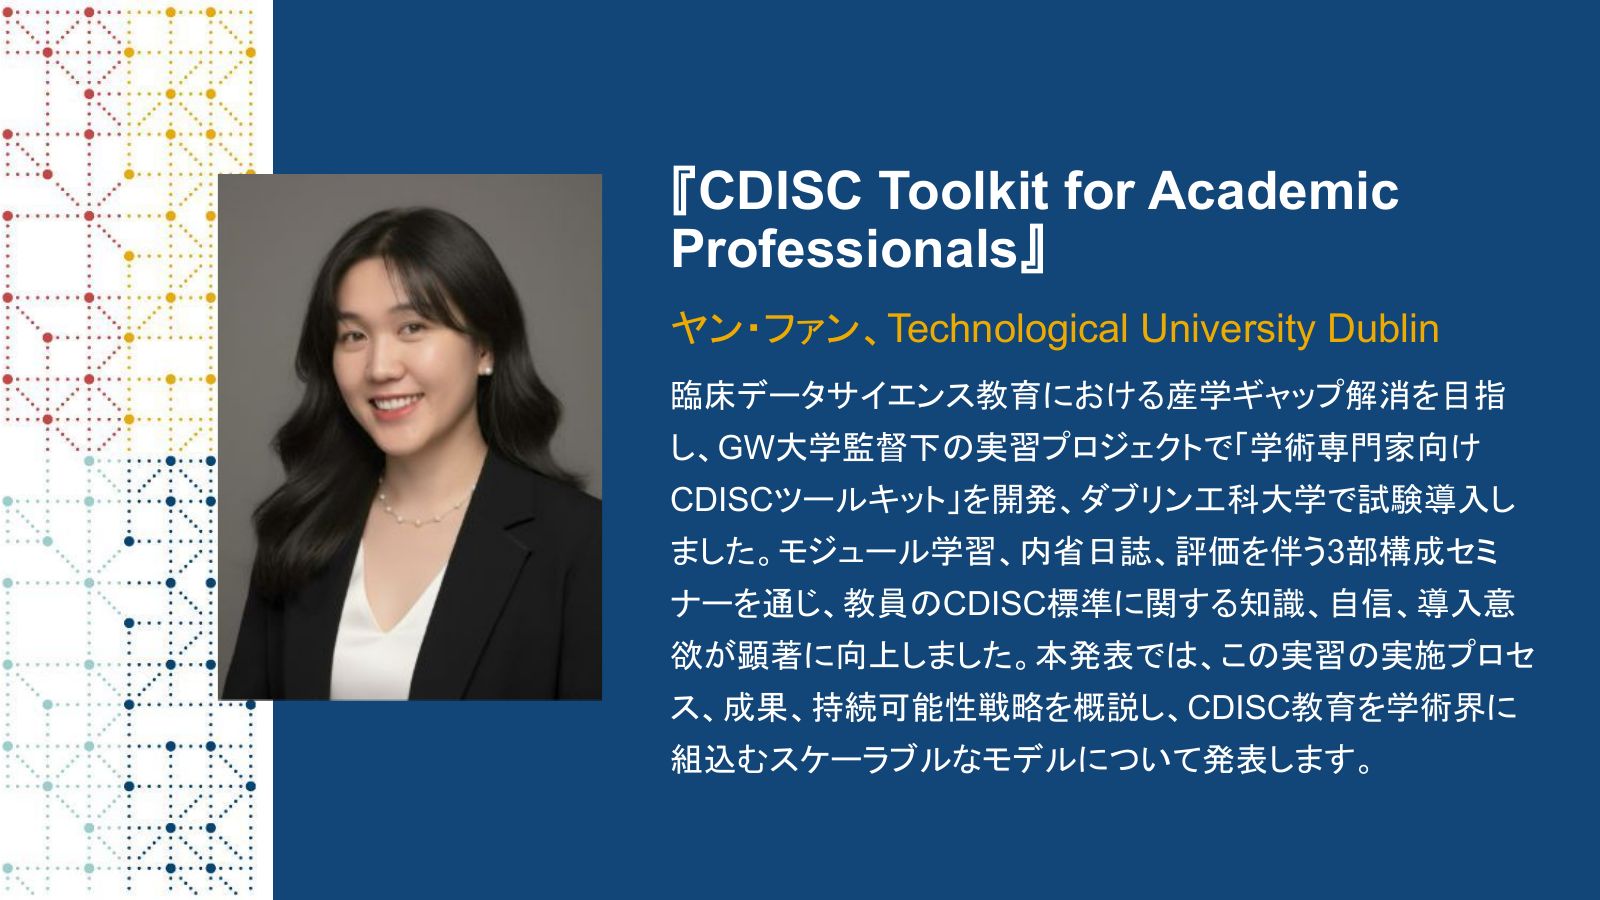 『CDISC Toolkit for Academic
Professionals』
ヤン・ファン、Technological University Dublin
臨床データサイエンス教育における産学ギャップ解消を目指
し、GW大学監督下の実習プロジェクトで「学術専門家向け
CDISCツールキット」を開発、ダブリン工科大学で試験導入し
ました。モジュール学習、内省日誌、評価を伴う3部構成セミ
ナーを通じ、教員のCDISC標準に関する知識、自信、導入意
欲が顕著に向上しました。本発表では、この実習の実施プロセ
ス、成果、持続可能性戦略を概説し、CDISC教育を学術界に
組込むスケーラブルなモデルについて発表します。